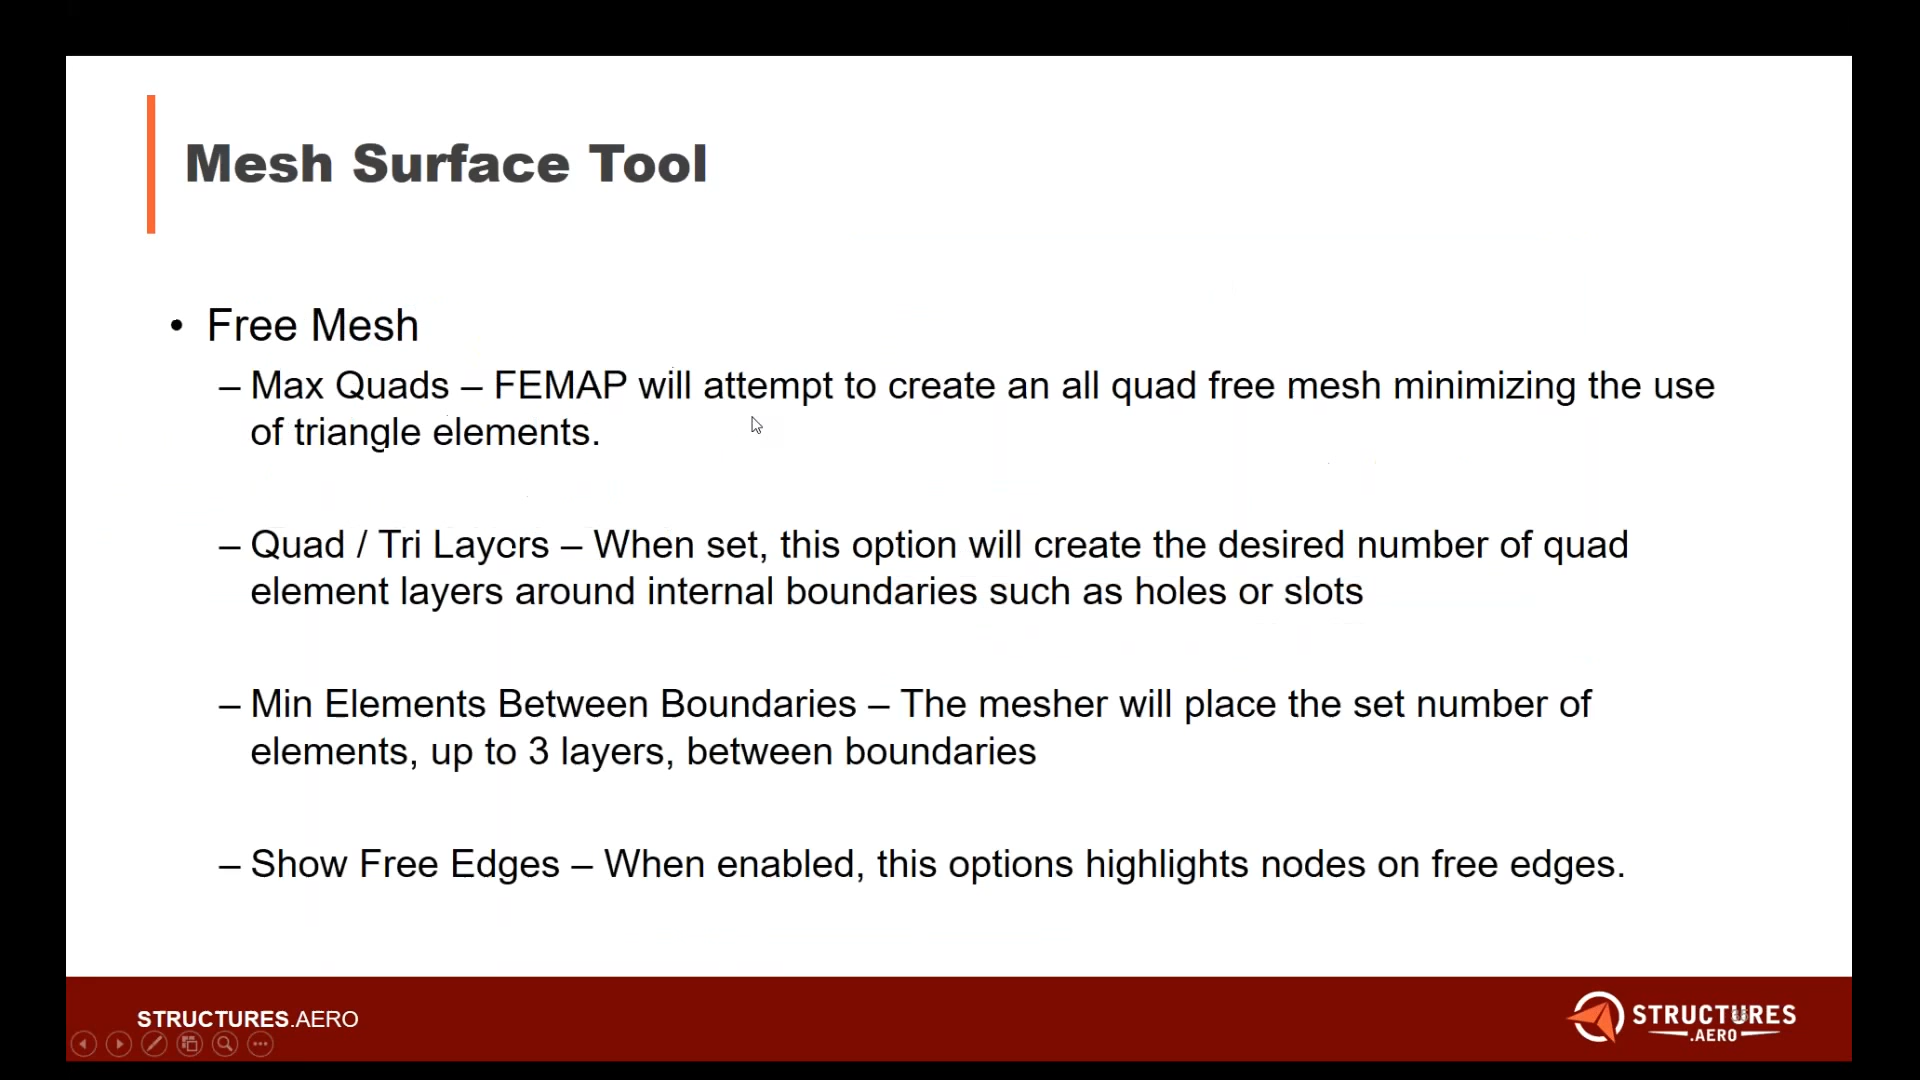 Mesh Surface Tool
• Free Mesh
– Max Quads – FEMAP will attempt to create an all quad free mesh minimizing the use
of triangle elements.
– Quad / Tri Layers – When set, this option will create the desired number of quad
element layers around internal boundaries such as holes or slots
– Min Elements Between Boundaries – The mesher will place the set number of
elements, up to 3 layers, between boundaries
– Show Free Edges – When enabled, this options highlights nodes on free edges.
STRUCTURES.AERO
STRUCTURES
.AERO